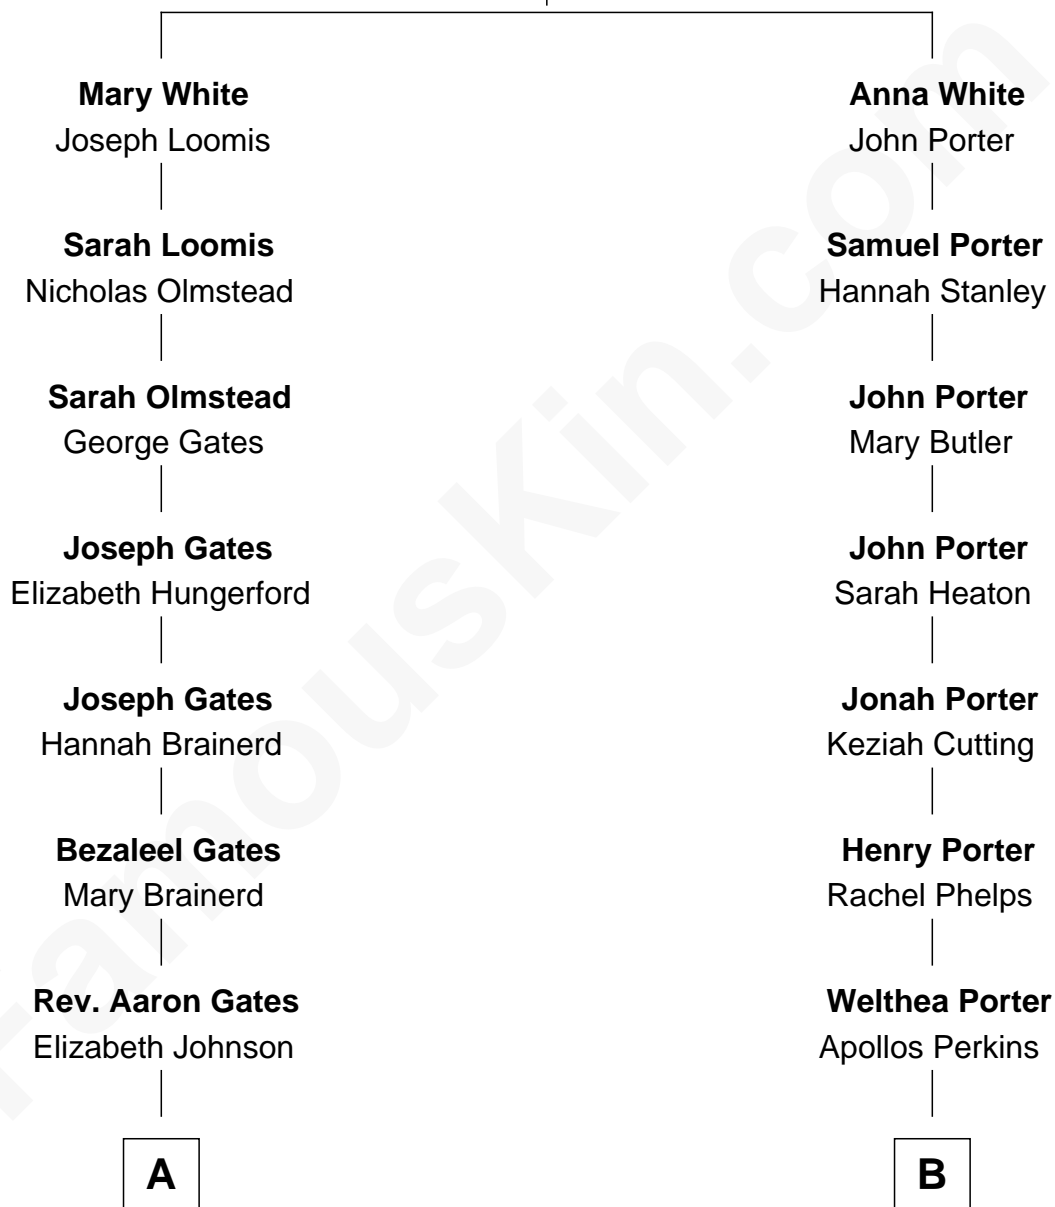 Mary White
Joseph Loomis
Sarah Loomis
Nicholas Olmstead
Sarah Olmstead
George Gates
Joseph Gates
Elizabeth Hungerford
Joseph Gates
Hannah Brainerd
Bezaleel Gates
Mary Brainerd
Rev. Aaron Gates
Elizabeth Johnson
A
Anna White
John Porter
Samuel Porter
Hannah Stanley
John Porter
Mary Butler
John Porter
Sarah Heaton
Jonah Porter
Keziah Cutting
Henry Porter
Rachel Phelps
Welthea Porter
Apollos Perkins
B
FamousKin.com